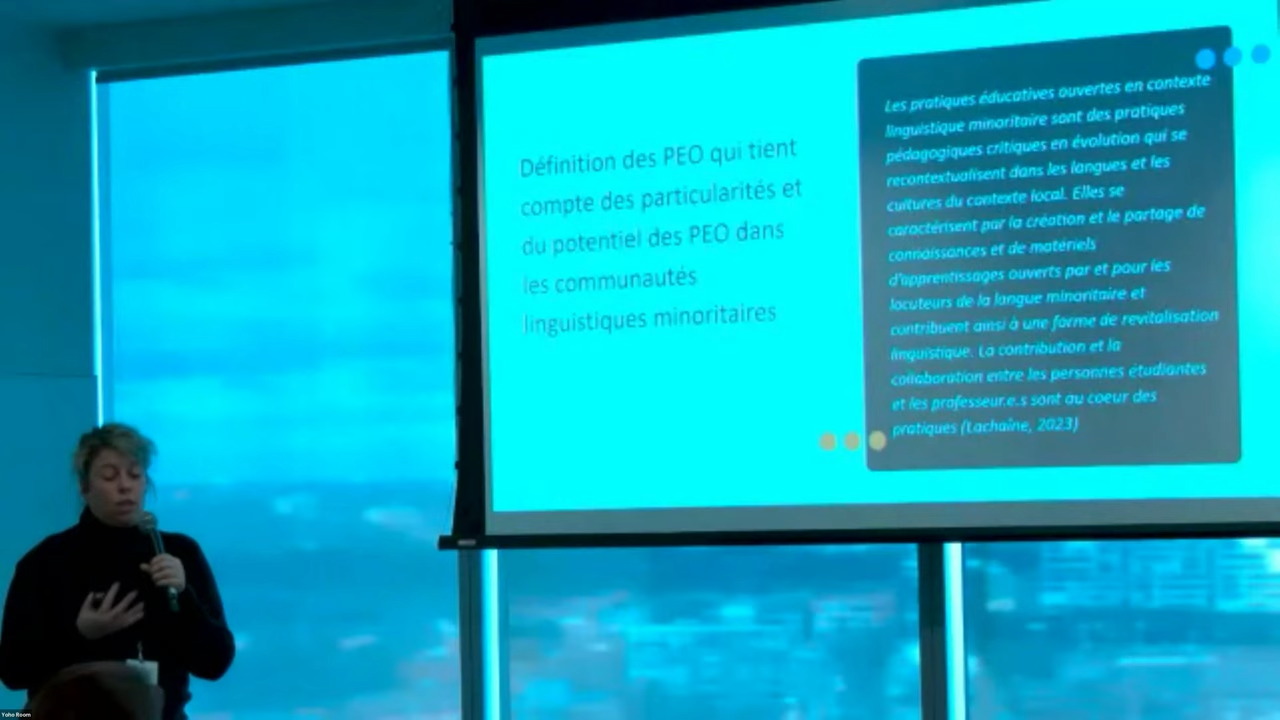 Définition des PEO qui tient
compte des particularités et
du potentiel des PEO dans
les communautés
linguistiques minoritaires
Les pratiques éducatives ouvertes en contexte
linguistique minoritaire sont des pratiques
pédagogiques critiques en évolution qui se
recontextualisent dans les langues et les
cultures du contexte local. Elles se
caractérisent par la création et le partage de
connaissances et de matériels
d'apprentissages ouverts par et pour les
locuteurs de la langue minoritaire et
contribuent ainsi à une forme de revitalisation
linguistique. La contribution et la
collaboration entre les personnes étudiantes
et les professeur.e.s sont au coeur des
pratiques (Lachaîne, 2023)
Yoho Room